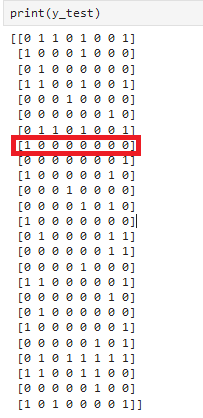 print(y_test)
[[0 1 1 0 1 0 0 1]
[1 0 0 0 1 0 0 0]
[0 1 0 0 0 0 0 0]
[1 1 0 0 1 0 0 1]
[0 0 0 1 0 0 0 0]
[0 0 0 0 0 0 1 0]
[0 1 1 0 1 0 0 1]
[1 0 0 0 0 0 0 0]
[0 0 0 0 0 0 0 1]
[1 0 0 0 0 0 1 0]
[0 0 0 1 0 0 0 0]
[0 0 0 0 1 0 1 0]
[1 0 0 0 0 0 0 0]
[0 1 0 0 0 0 1 1]
[0 0 0 0 0 0 1 1]
[0 0 0 0 1 0 0 0]
[1 1 0 0 0 0 0 1]
[0 0 0 0 0 0 1 0]
[0 1 0 0 0 0 0 0]
[1 0 0 0 0 0 0 1]
[0 0 0 0 0 1 0 1]
[0 1 0 1 1 1 1 1]
[1 1 0 0 1 1 0 0]
[0 0 0 0 0 1 0 0]
[1 0 1 0 0 0 0 1]]